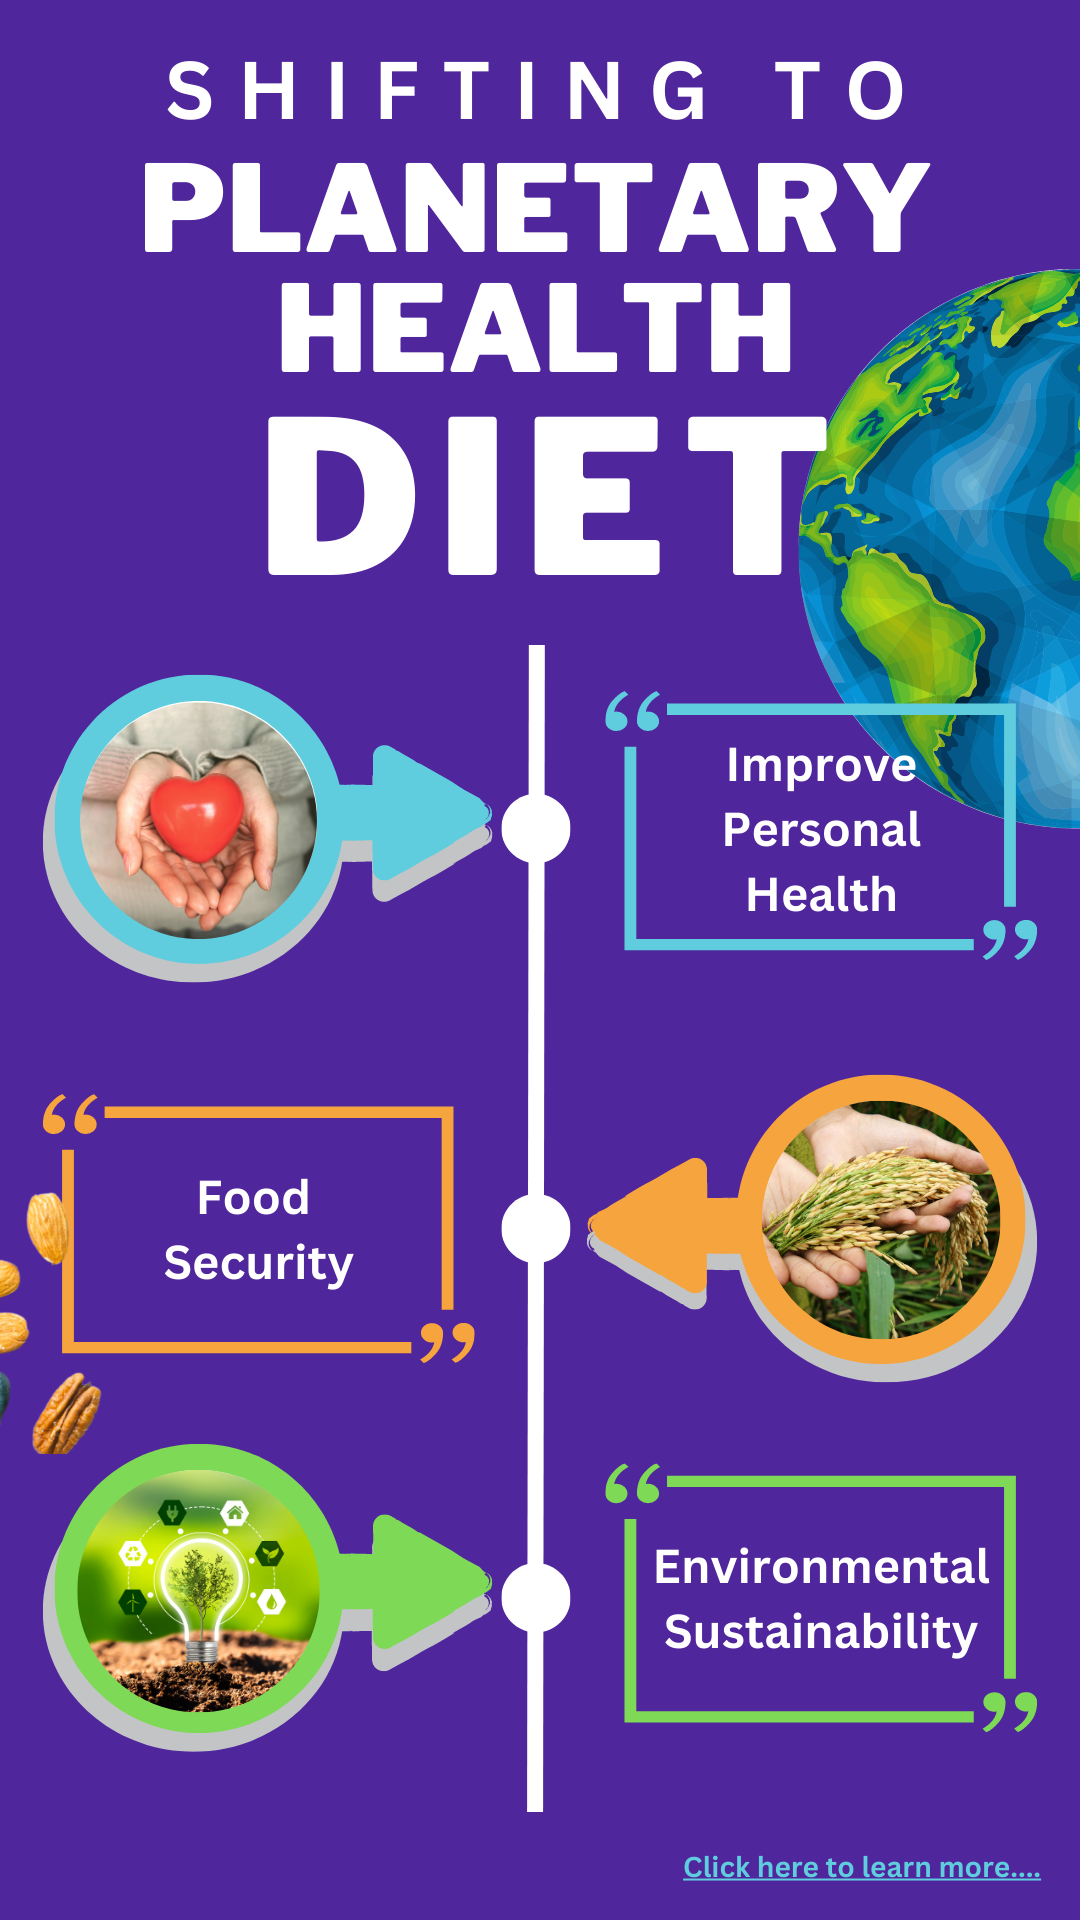 SHIFTING TO
PLANETARY
HEALTH
DIET
Improve
Personal
Health
Food
Security
Environmental
Sustainability
Click here to learn more....